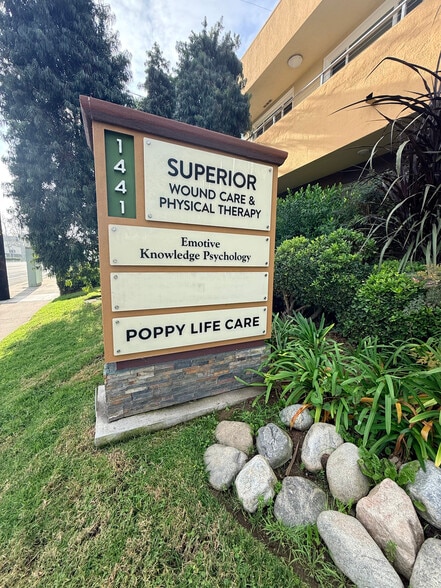 1441
SUPERIOR
WOUND CARE &
PHYSICAL THERAPY
Emotive
Knowledge Psychology
POPPY LIFE CARE